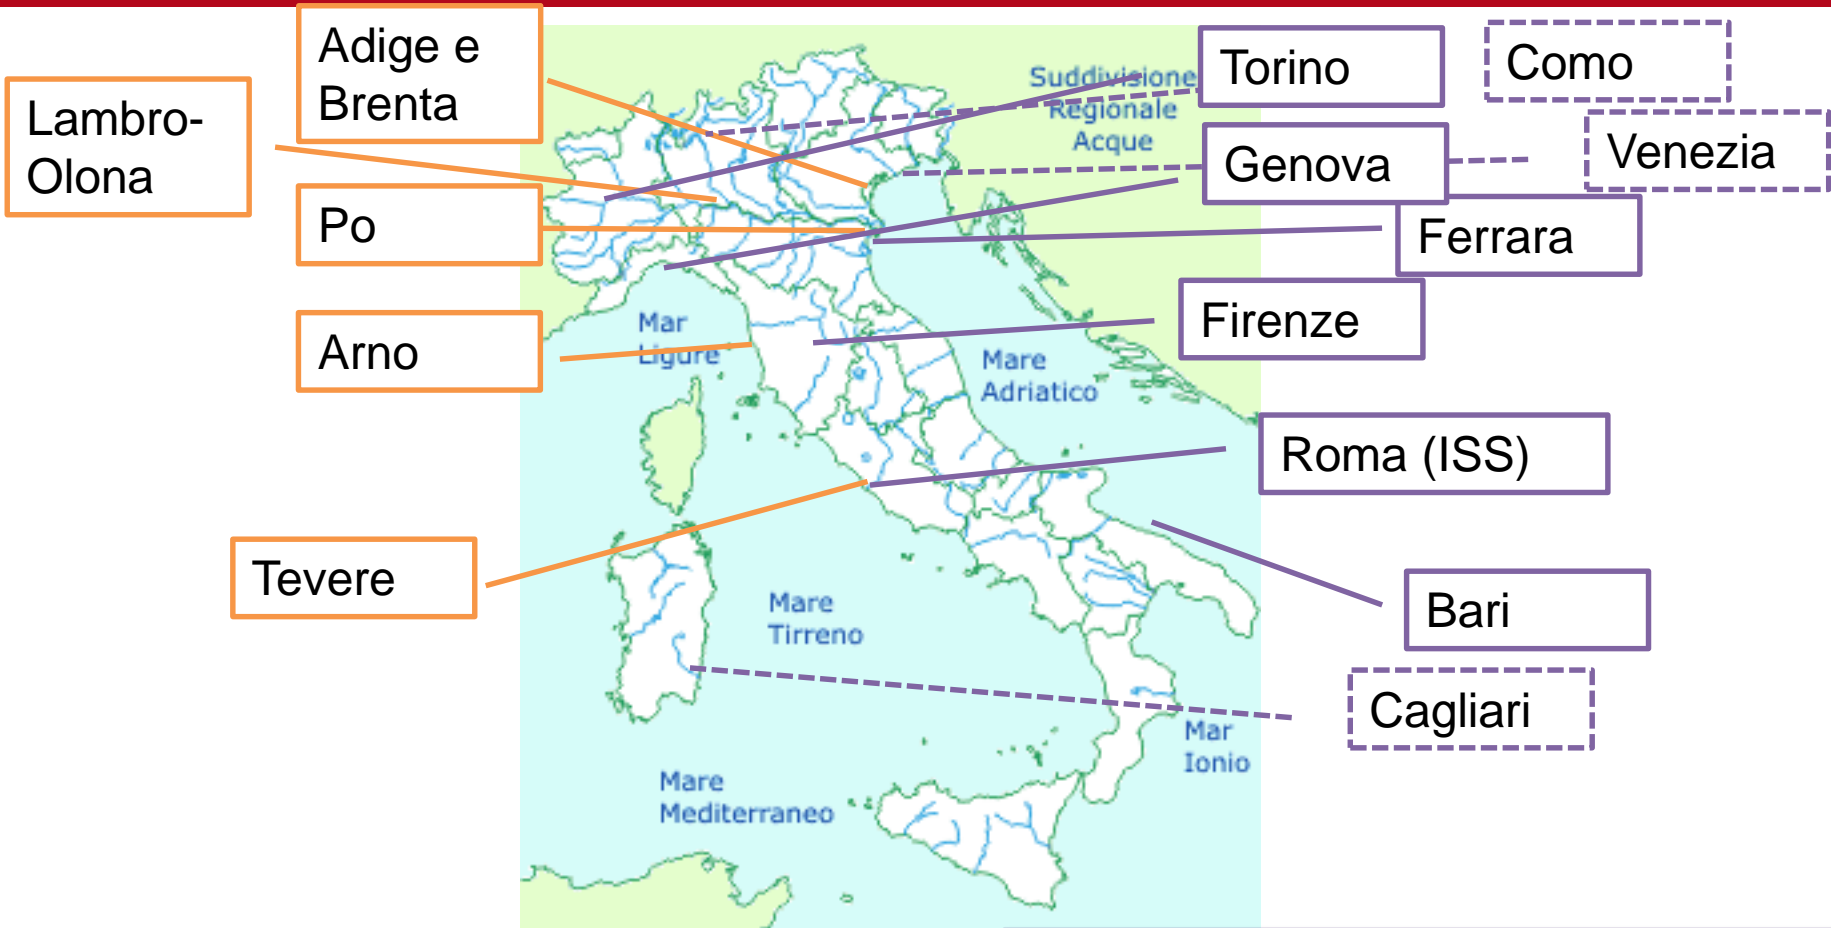 Adige e
Brenta
Lambro-
Olona
Po
Arno
Tevere
Suddivisione
Regionale
Acque
Mar
Ligure
Mare
Adriatico
Mare
Tirreno
Mar
Ionio
Mare
Mediterraneo
Torino
Como
Genova
Venezia
Ferrara
Firenze
Roma (ISS)
Bari
Cagliari